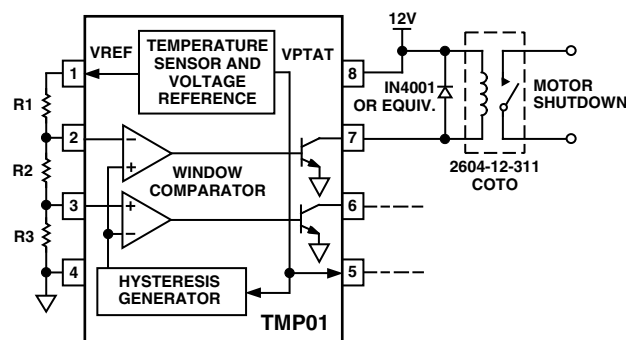 12V
VREF
TEMPERATURE
SENSOR AND
VOLTAGE
REFERENCE
VPTAT
1
8
R1
IN4001
OR EQUIV.
MOTOR
SHUTDOWN
2
7
2604-12-311
COTO
R2
WINDOW
COMPARATOR
3
6
R3
4
5
HYSTERESIS
GENERATOR
TMP01